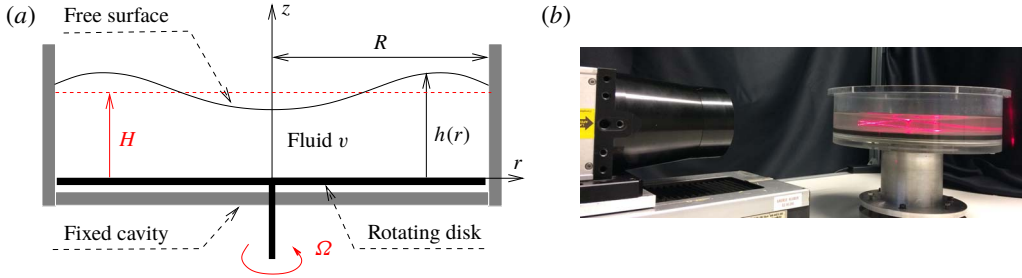 (a)
z
Free surface
R
H
Fluid ν
h(r)
r
Fixed cavity
Ω
Rotating disk
(b)